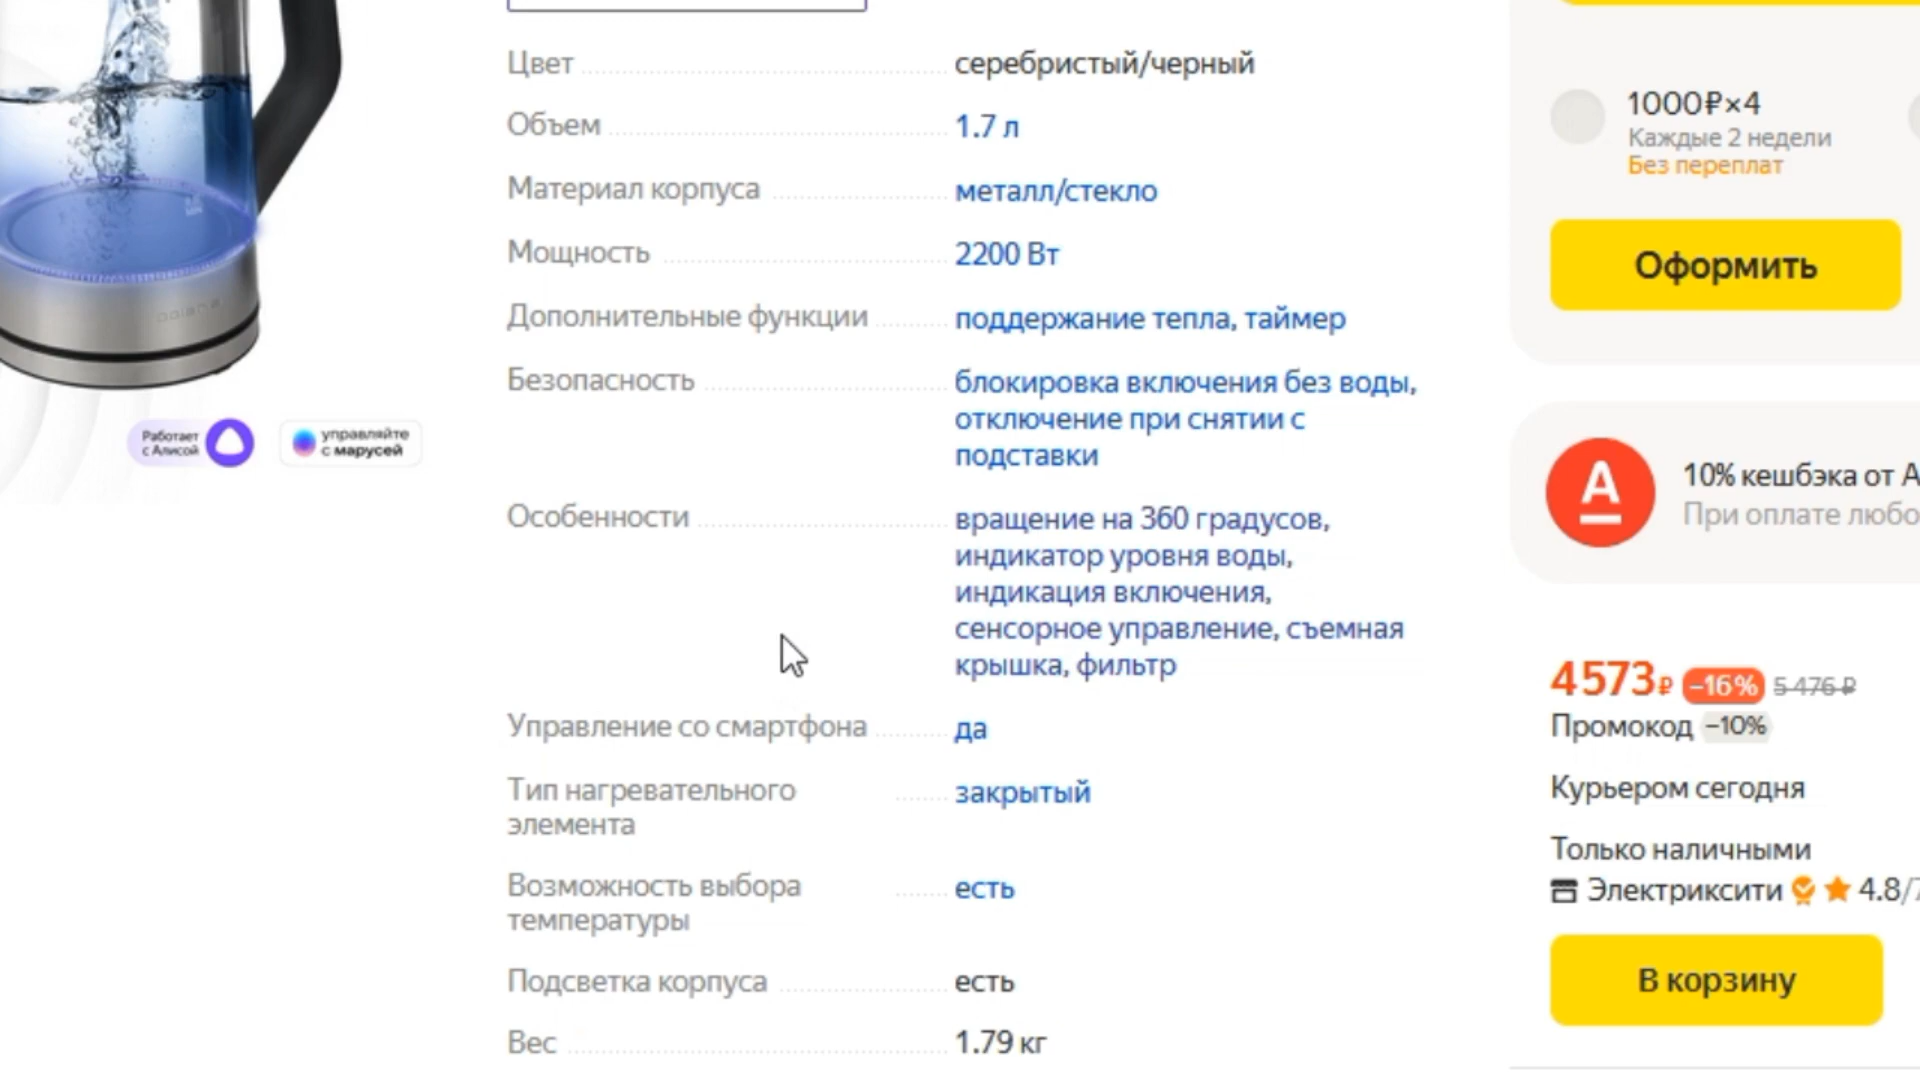 Цвет серебристый/черный
Объем 1.7 л
Материал корпуса металл/стекло
Мощность 2200 Вт
Дополнительные функции поддержание тепла, таймер
Безопасность блокировка включения без воды,
отключение при снятии с
подставки
Особенности вращение на 360 градусов,
индикатор уровня воды,
индикация включения,
сенсорное управление, съемная
крышка, фильтр
Управление со смартфона да
Тип нагревательного
элемента
закрытый
Возможность выбора
температуры
есть
Подсветка корпуса есть
Вес 1.79 кг
Работает
с Алисой
управляйте
с марусей
1000₽×4
Каждые 2 недели
Без переплат
Оформить
А
10% кешбэка от А
При оплате любо
4 573 ₽ –16% 5 476 ₽
Промокод –10%
Курьером сегодня
Только наличными
Электриксити 4.8/
В корзину